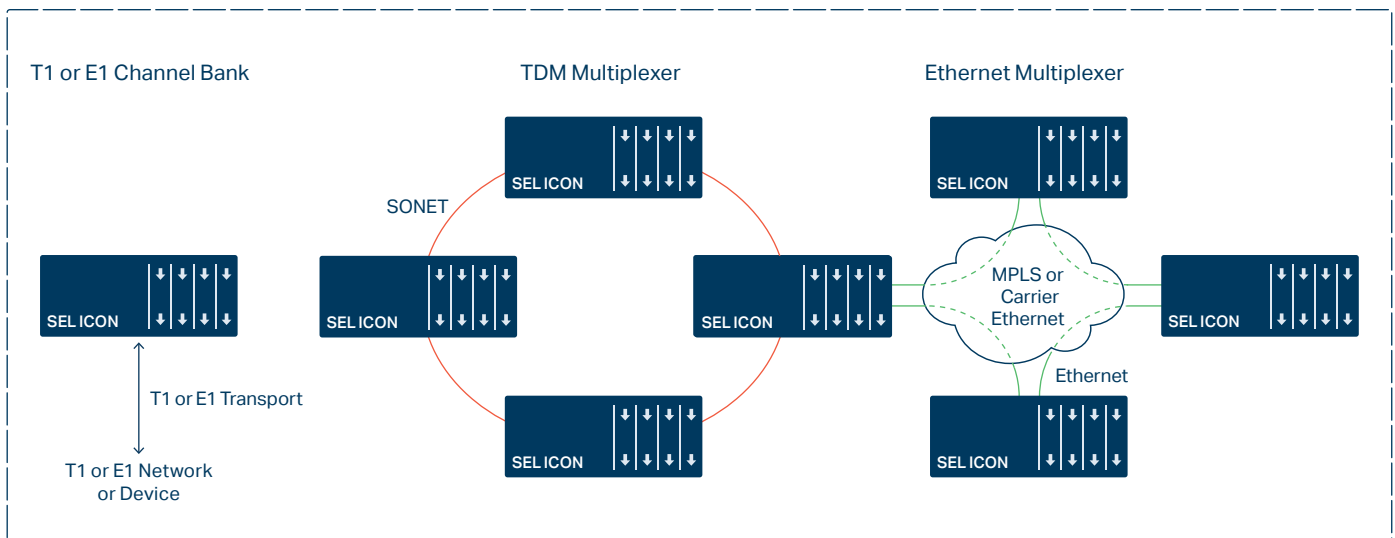 T1 or E1 Channel Bank
TDM Multiplexer
Ethernet Multiplexer
SEL ICON
T1 or E1 Transport
T1 or E1 Network
or Device
SEL ICON
SONET
SEL ICON
SEL ICON
SEL ICON
SEL ICON
MPLS or
Carrier
Ethernet
SEL ICON
Ethernet
SEL ICON